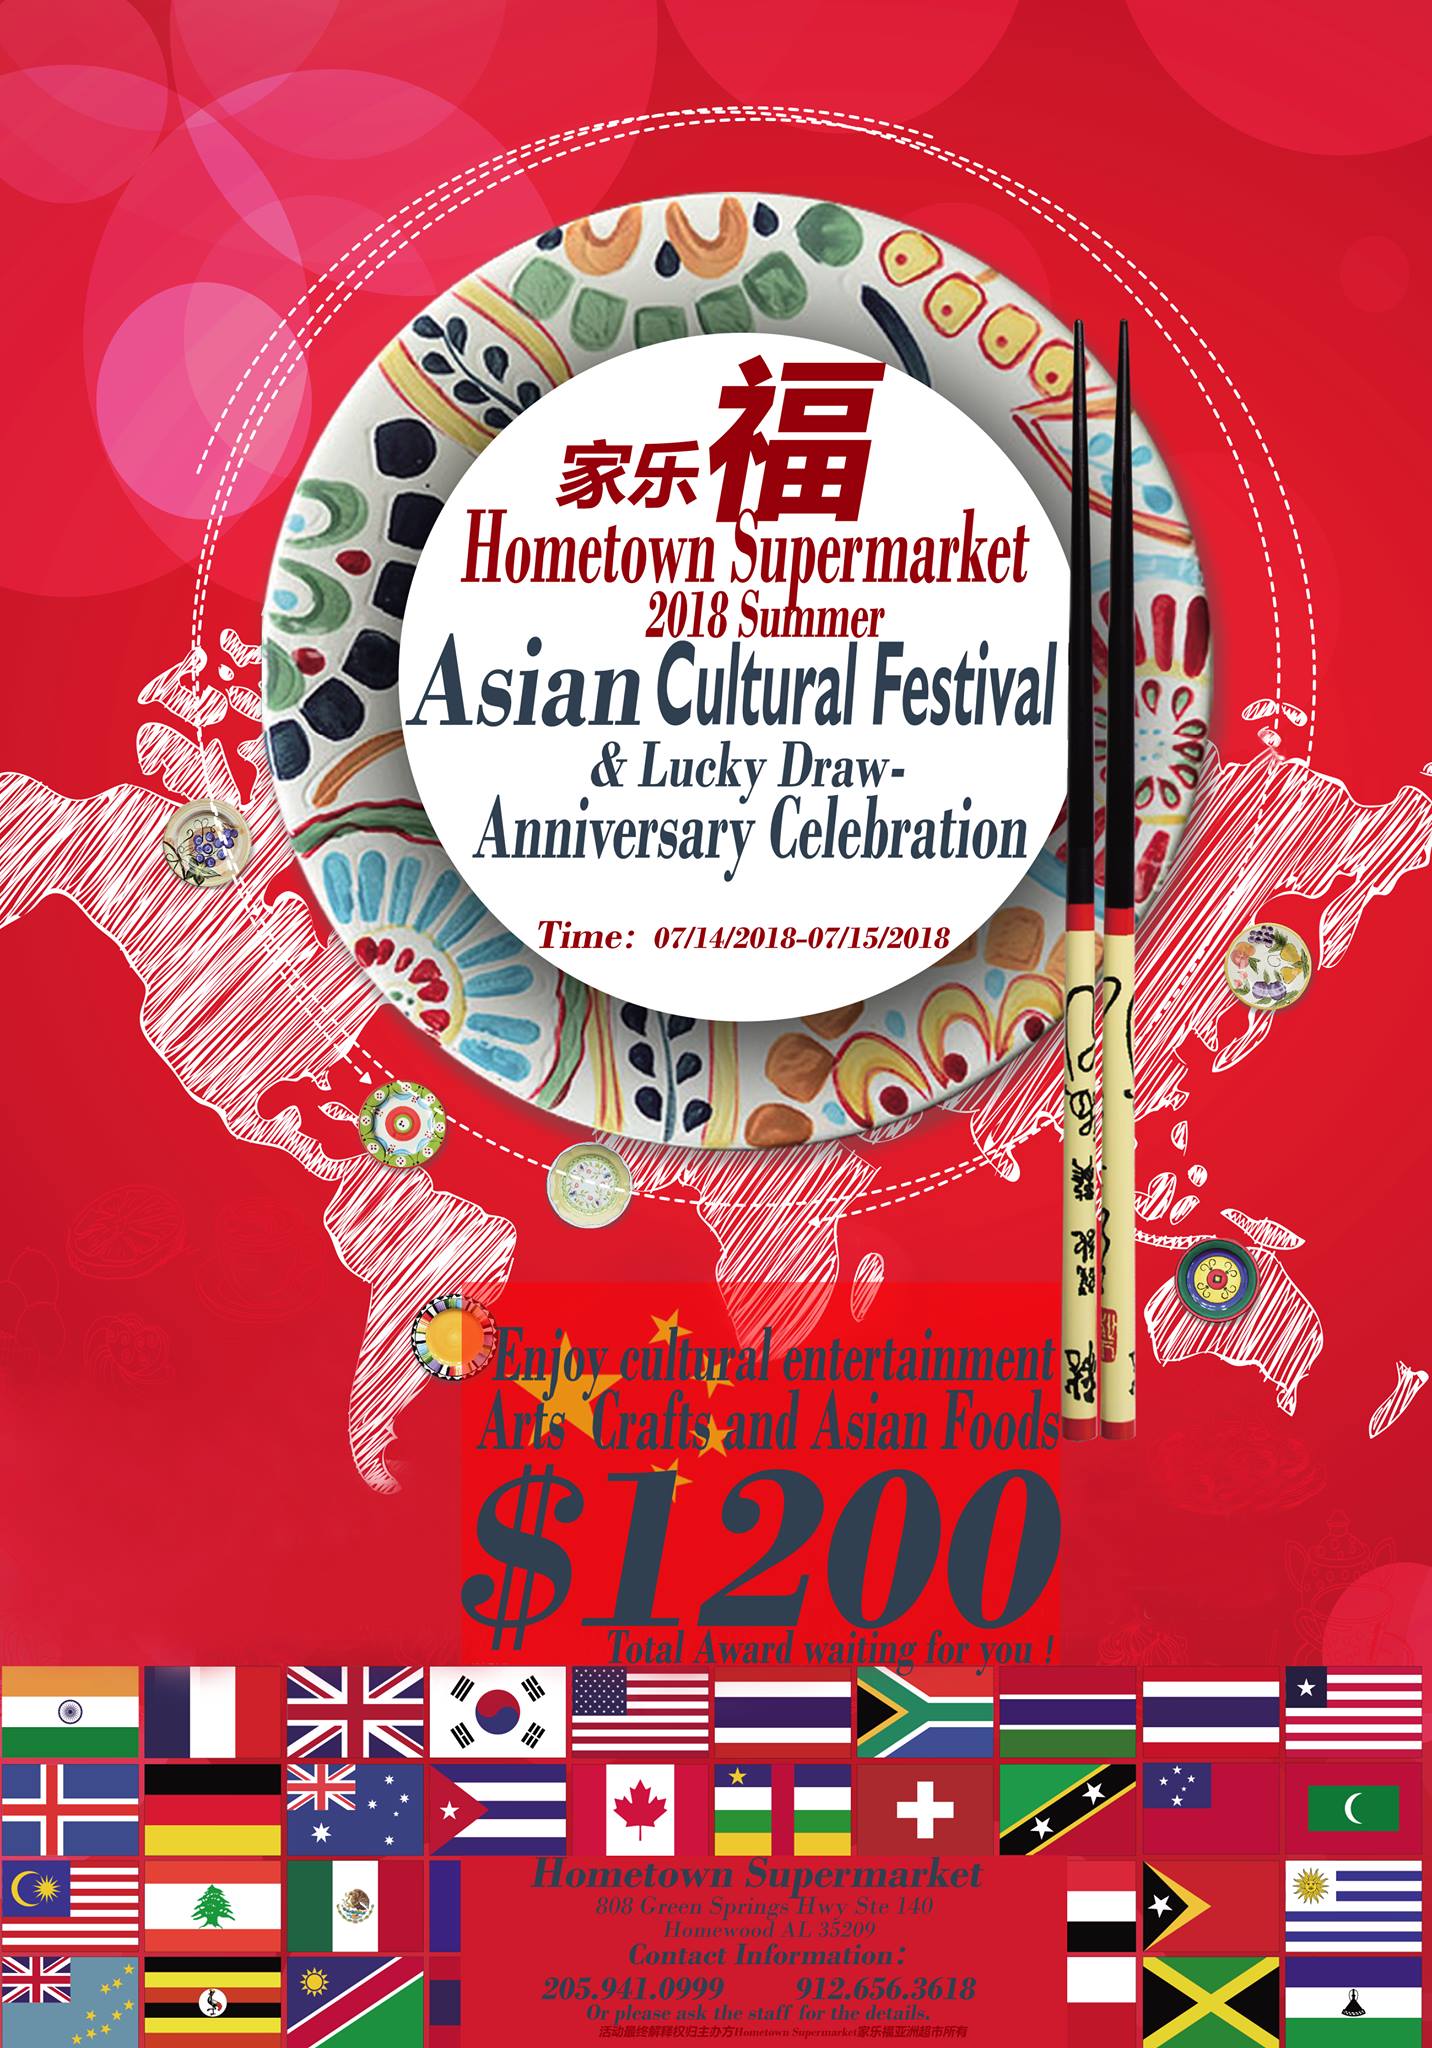 家乐福
Hometown Supermarket
2018 Summer
Asian Cultural Festival
& Lucky Draw-
Anniversary Celebration
Time：07/14/2018-07/15/2018
Enjoy cultural entertainment
Arts Crafts and Asian Foods
$1200
Total Award waiting for you !
Hometown Supermarket
808 Green Springs Hwy Ste 140
Homewood AL 35209
Contact Information：
205.941.0999 912.656.3618
Or please ask the staff for the details.
活动最终解释权归主办方Hometown Supermarket家乐福亚洲超市所有